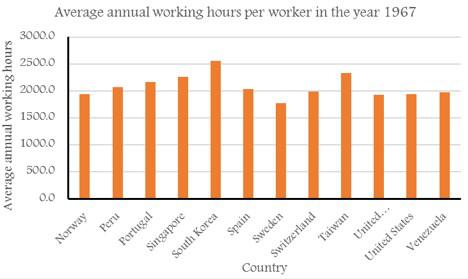 Average annual working hours per worker in the year 1967
Average annual working hours
3000.0
2500.0
2000.0
1500.0
1000.0
500.0
0.0
Norway
Peru
Portugal
Singapore
South Korea
Spain
Sweden
Switzerland
Taiwan
United...
United States
Venezuela
Country